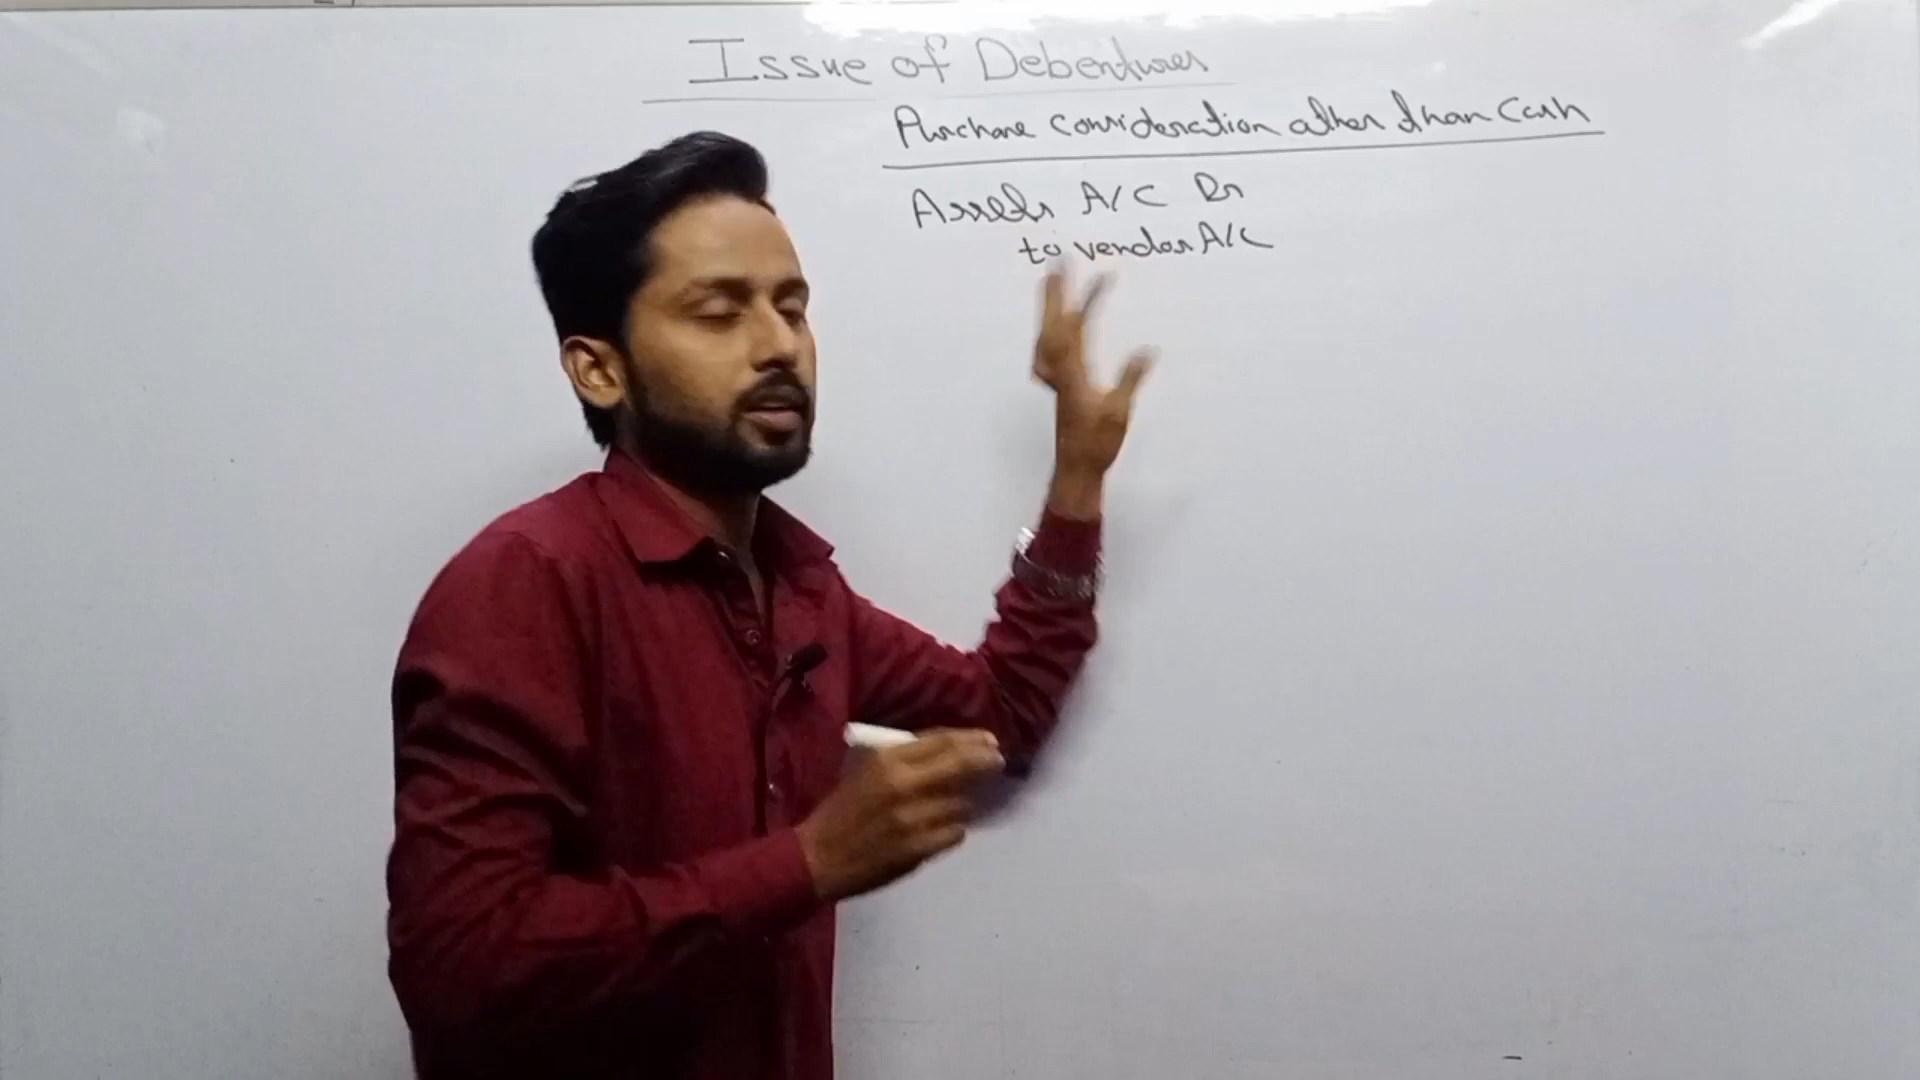 Issue of Debentures
Purchase consideration other than Cash
Assets A/C Dr
to vendor A/C